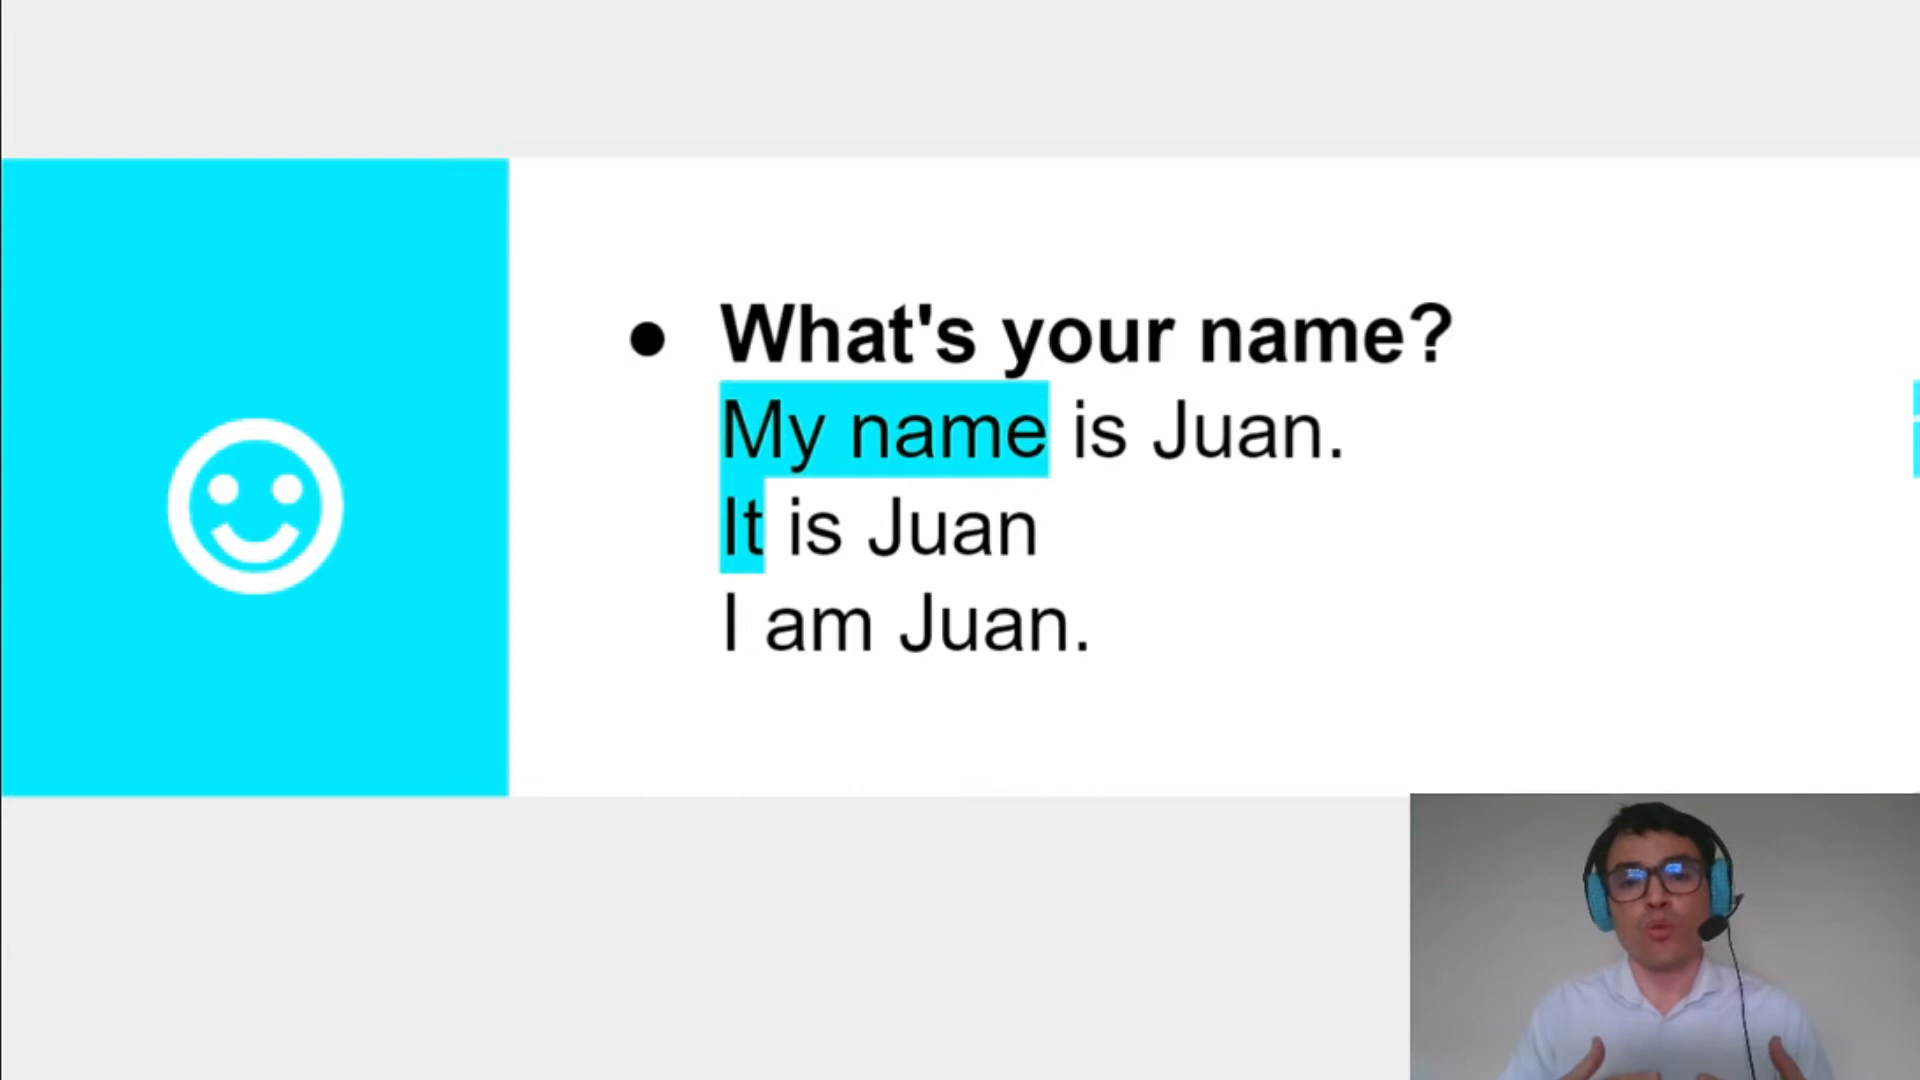 ● What's your name?
My name is Juan.
It is Juan
I am Juan.